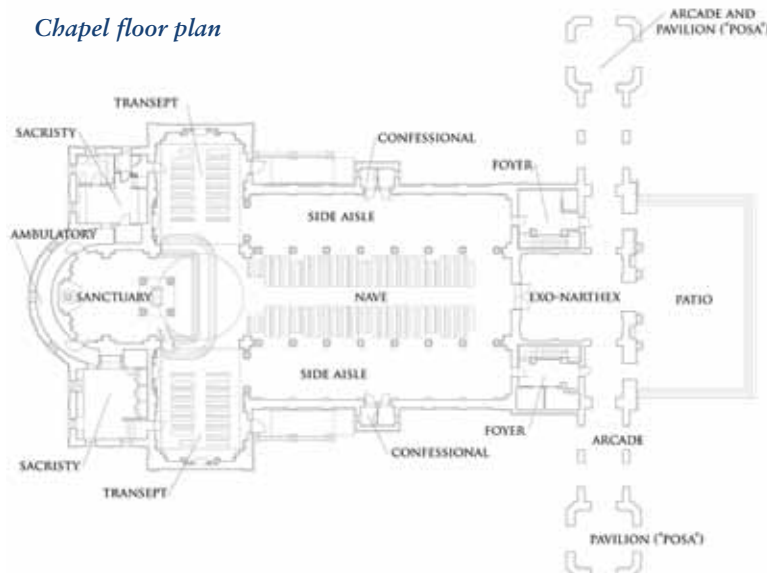 Chapel floor plan
ARCADE AND
PAVILION ("POSA")
TRANSEPT
SACRISTY
CONFESSIONAL
FOYER
SIDE AISLE
AMBULATORY
SANCTUARY
NAVE
EXO-NARTHEX
PATIO
SIDE AISLE
FOYER
ARCADE
CONFESSIONAL
SACRISTY
TRANSEPT
PAVILION ("POSA")